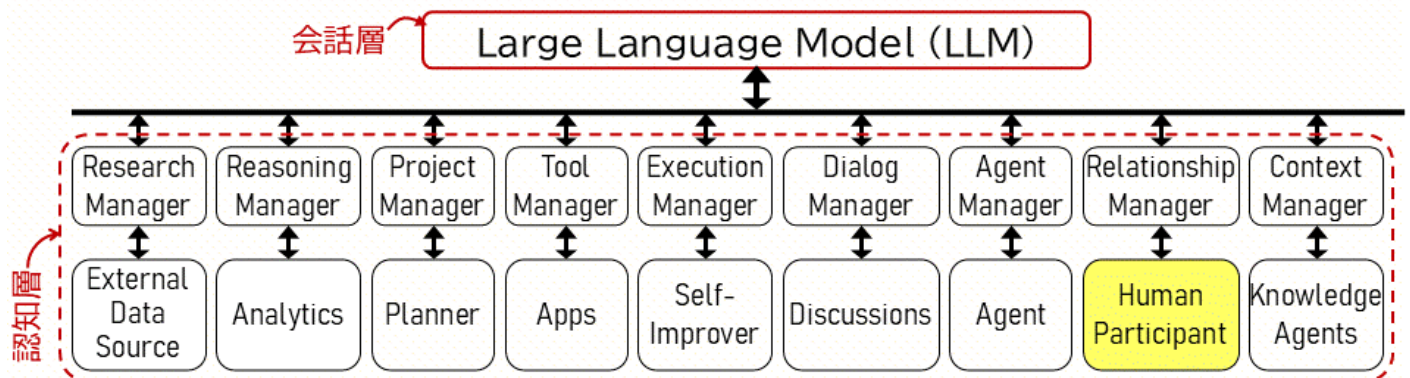 会話層
Large Language Model (LLM)
Research
Manager
Reasoning
Manager
Project
Manager
Tool
Manager
Execution
Manager
Dialog
Manager
Agent
Manager
Relationship
Manager
Context
Manager
認知層
External
Data
Source
Analytics
Planner
Apps
Self-
Improver
Discussions
Agent
Human
Participant
Knowledge
Agents